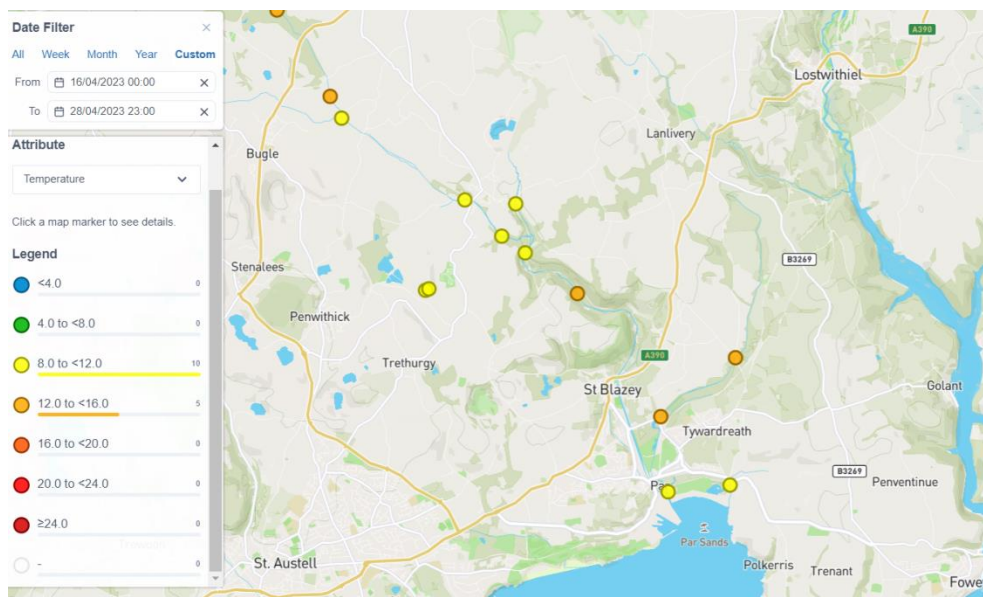 Date Filter
All Week Month Year Custom
From 16/04/2023 00:00
To 28/04/2023 23:00
Attribute
Temperature
Click a map marker to see details.
Legend
<4.0 0
4.0 to <8.0 0
8.0 to <12.0 10
12.0 to <16.0 5
16.0 to <20.0 0
20.0 to <24.0 0
≥24.0 0
- 0
A390
Lostwithiel
Lanlivery
Bugle
B3269
Stenalees
Penwithick
Trethurgy
A390
St Blazey
Golant
Tywardreath
B3269
Penventinue
Par Sands
St. Austell
Polkerris
Trenant